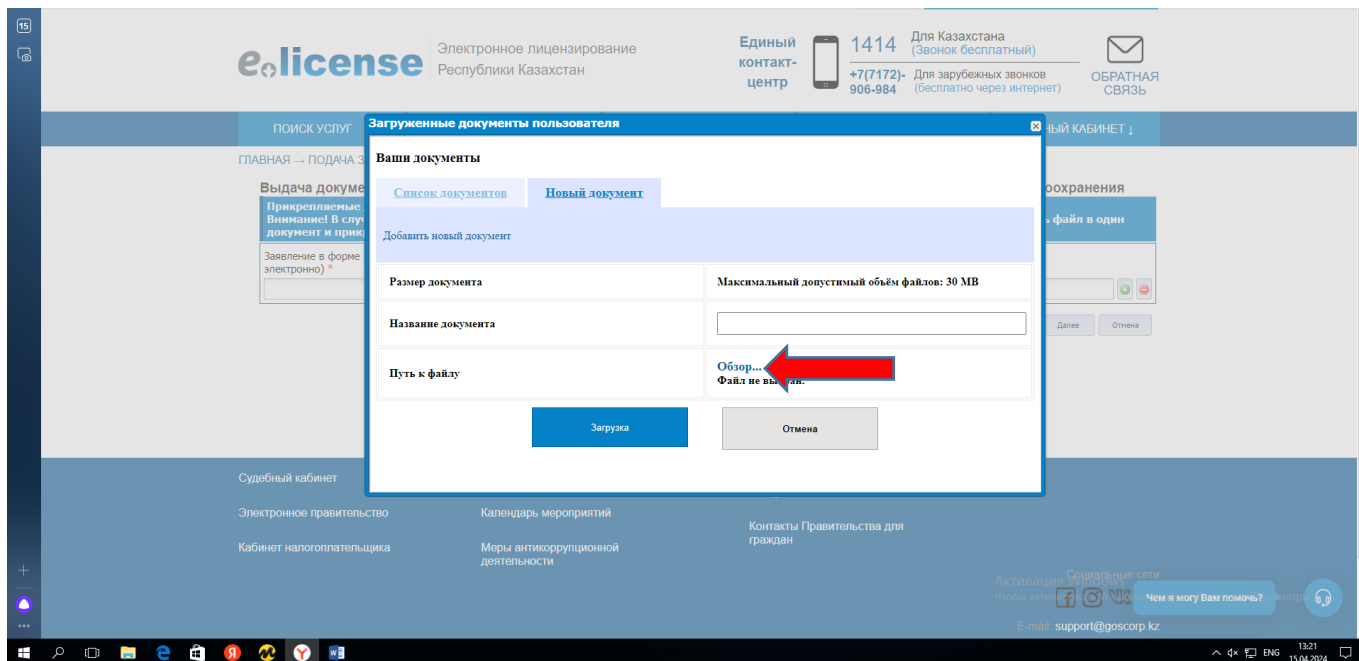 15
e.license
Электронное лицензирование
Республики Казахстан
Единый
контакт-
центр
1414
Для Казахстана
(Звонок бесплатный)
+7(7172)-
906-984
Для зарубежных звонков
(бесплатно через интернет)
ОБРАТНАЯ
СВЯЗЬ
ПОИСК УСЛУГ
НЫЙ КАБИНЕТ ↓
ГЛАВНАЯ → ПОДАЧА З
Выдача докуме
оохранения
Прикрепляемые
Внимание! В случ
ь файл в один
документ и прик
Заявление в форме
электронно) *
Далее
Отмена
Загруженные документы пользователя
Ваши документы
Список документов
Новый документ
Добавить новый документ
Размер документа
Максимальный допустимый объём файлов: 30 MB
Название документа
Путь к файлу
Обзор...
Файл не выбран.
Загрузка
Отмена
Судебный кабинет
Электронное правительство
Календарь мероприятий
Контакты Правительства для
граждан
Кабинет налогоплательщика
Меры антикоррупционной
деятельности
Социальные сети
Активация Windows
Чем я могу Вам помочь?
E-mail: support@goscorp.kz
ENG
13:21
15.04.2024